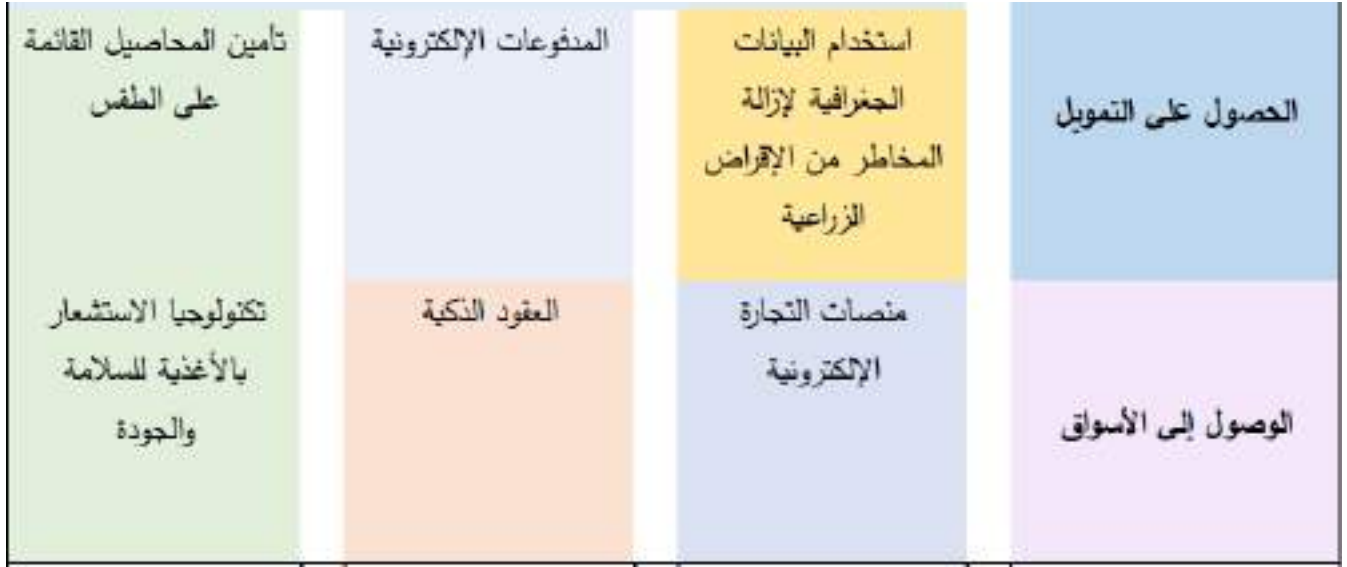 الحصول على التمويل
استخدام البيانات
الجغرافية لإزالة
المخاطر من الإقراض
الزراعية
المدفوعات الإلكترونية
تأمين المحاصيل القائمة
على الطقس
الوصول إلى الأسواق
منصات التجارة
الإلكترونية
العقود الذكية
تكنولوجيا الاستشعار
بالأغذية للسلامة
والجودة